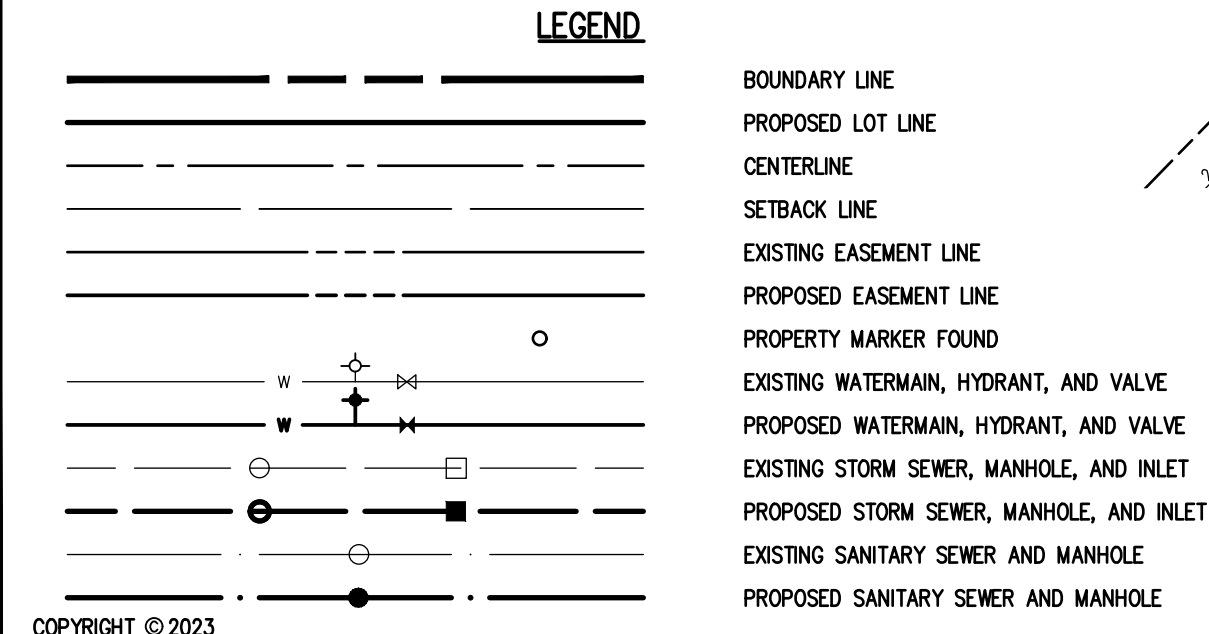 LEGEND
BOUNDARY LINE
PROPOSED LOT LINE
CENTERLINE
SETBACK LINE
EXISTING EASEMENT LINE
PROPOSED EASEMENT LINE
PROPERTY MARKER FOUND
W EXISTING WATERMAIN, HYDRANT, AND VALVE
W PROPOSED WATERMAIN, HYDRANT, AND VALVE
EXISTING STORM SEWER, MANHOLE, AND INLET
PROPOSED STORM SEWER, MANHOLE, AND INLET
EXISTING SANITARY SEWER AND MANHOLE
PROPOSED SANITARY SEWER AND MANHOLE
COPYRIGHT © 2023